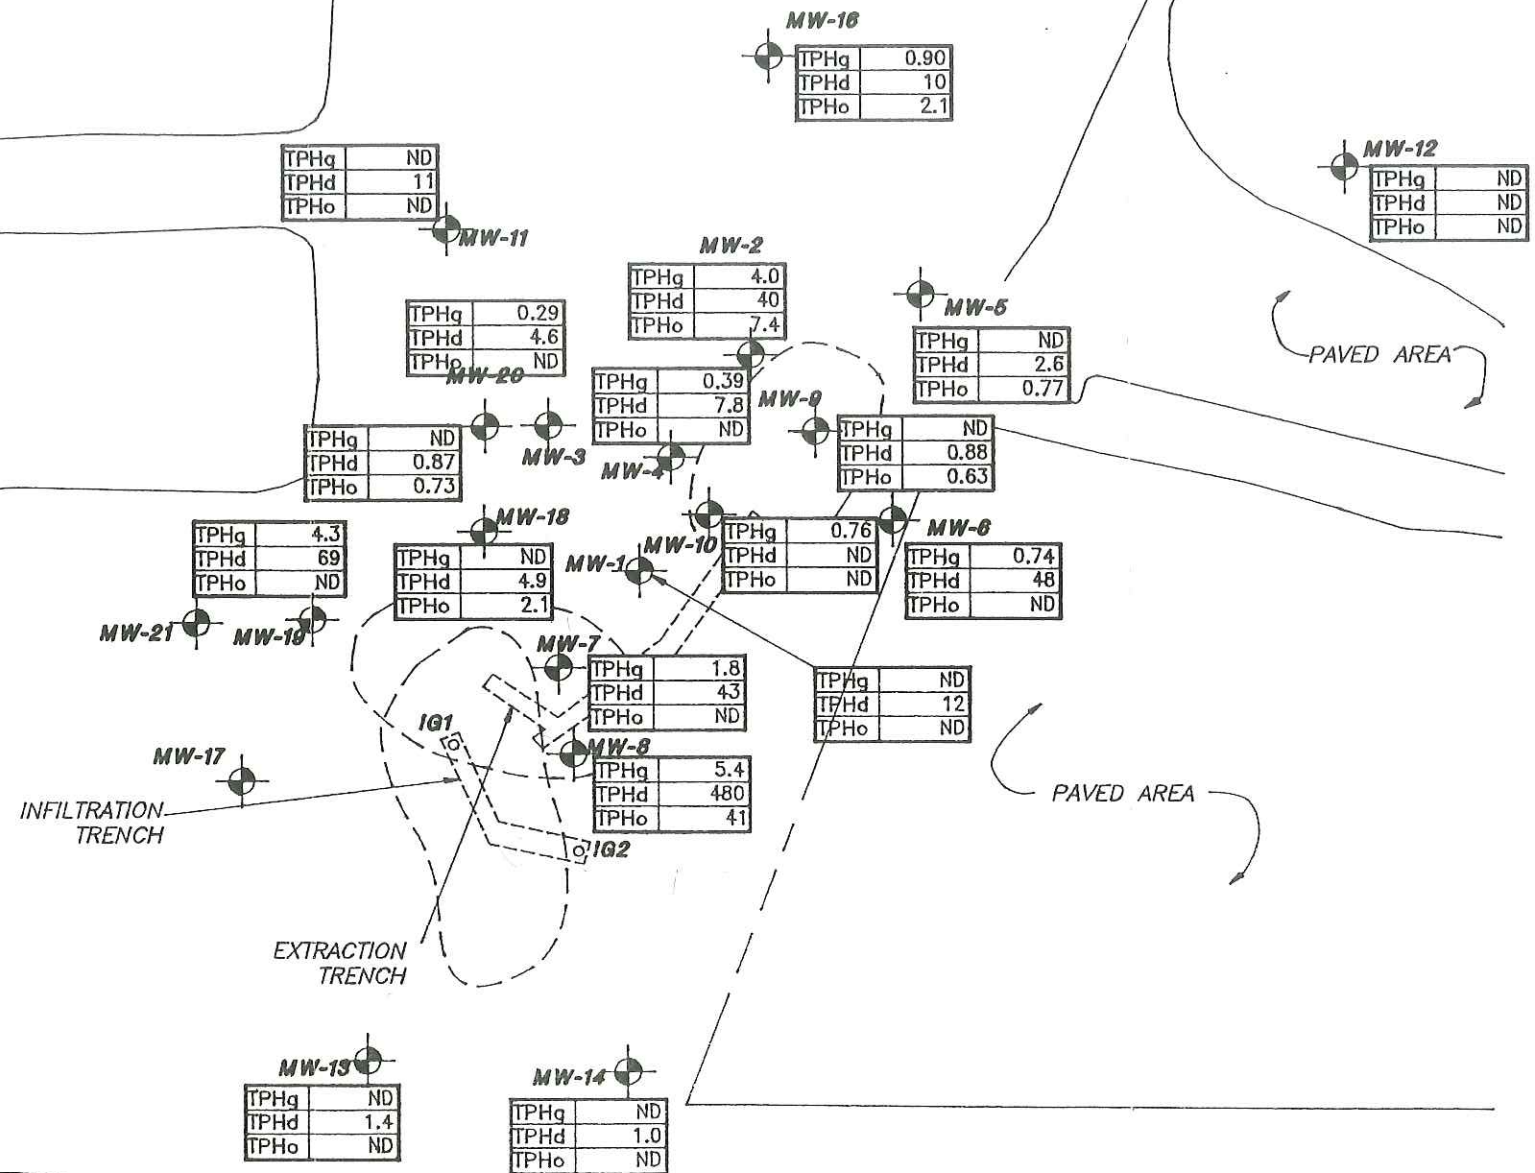 MW-16
TPHg 0.90
TPHd 10
TPHo 2.1
MW-12
TPHg ND
TPHd ND
TPHo ND
TPHg ND
TPHd 11
TPHo ND
MW-11
MW-2
TPHg 4.0
TPHd 40
TPHo 7.4
MW-5
TPHg ND
TPHd 2.6
TPHo 0.77
PAVED AREA
TPHg 0.29
TPHd 4.6
TPHo ND
MW-20
TPHg 0.39
TPHd 7.8
TPHo ND
MW-9
TPHg ND
TPHd 0.88
TPHo 0.63
TPHg ND
TPHd 0.87
TPHo 0.73
MW-3
MW-4
MW-18
TPHg ND
TPHd 4.9
TPHo 2.1
MW-10
TPHg 0.76
TPHd ND
TPHo ND
MW-6
TPHg 0.74
TPHd 48
TPHo ND
TPHg 4.3
TPHd 69
TPHo ND
MW-1
MW-21
MW-19
MW-7
TPHg 1.8
TPHd 43
TPHo ND
TPHg ND
TPHd 12
TPHo ND
IG1
MW-8
TPHg 5.4
TPHd 480
TPHo 41
MW-17
INFILTRATION
TRENCH
PAVED AREA
IG2
EXTRACTION
TRENCH
MW-13
TPHg ND
TPHd 1.4
TPHo ND
MW-14
TPHg ND
TPHd 1.0
TPHo ND